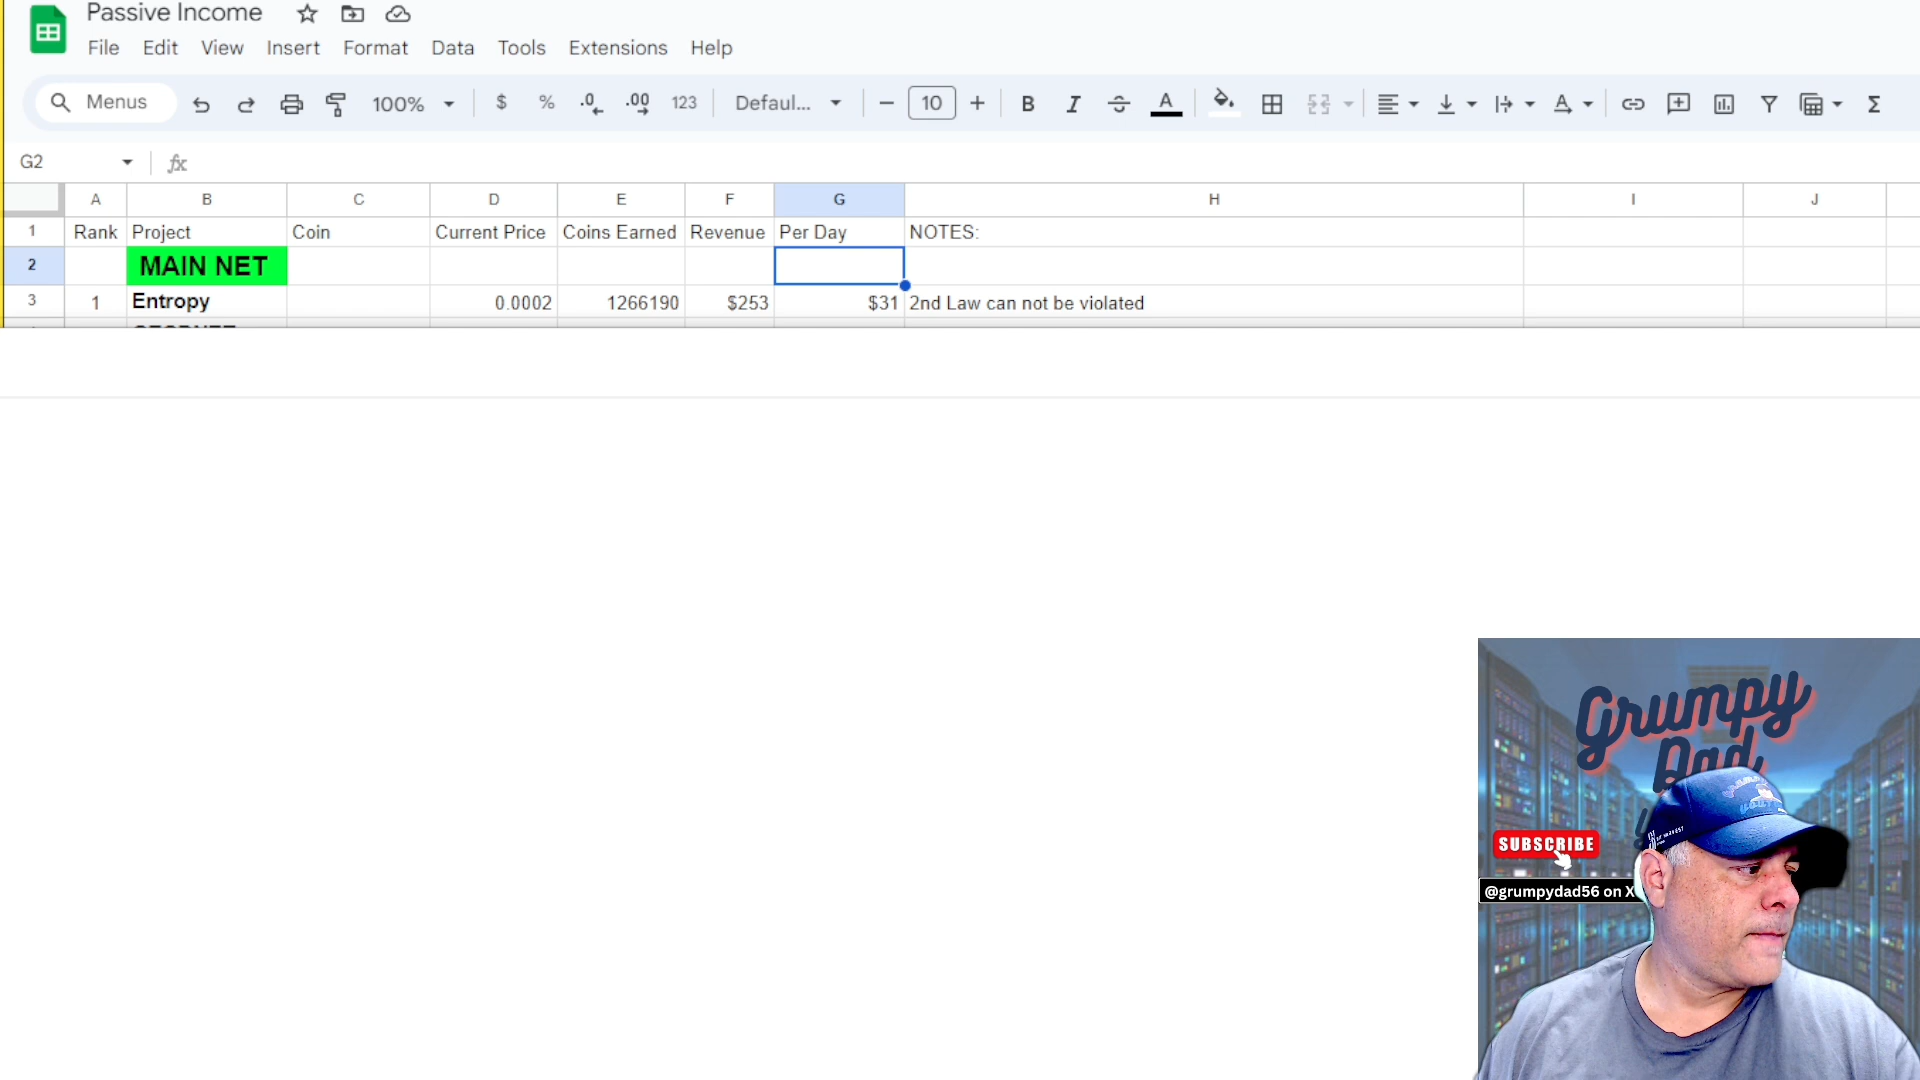 Passive Income
File Edit View Insert Format Data Tools Extensions Help
Menus 100% $ % .0 .00 123 Defaul... 10 B I A A Σ
G2 fx
A B C D E F G H I J
1 Rank Project Coin Current Price Coins Earned Revenue Per Day NOTES:
2 MAIN NET
3 1 Entropy 0.0002 1266190 $253 $31 2nd Law can not be violated
Grumpy
Dad
SUBSCRIBE
@grumpydad56 on X